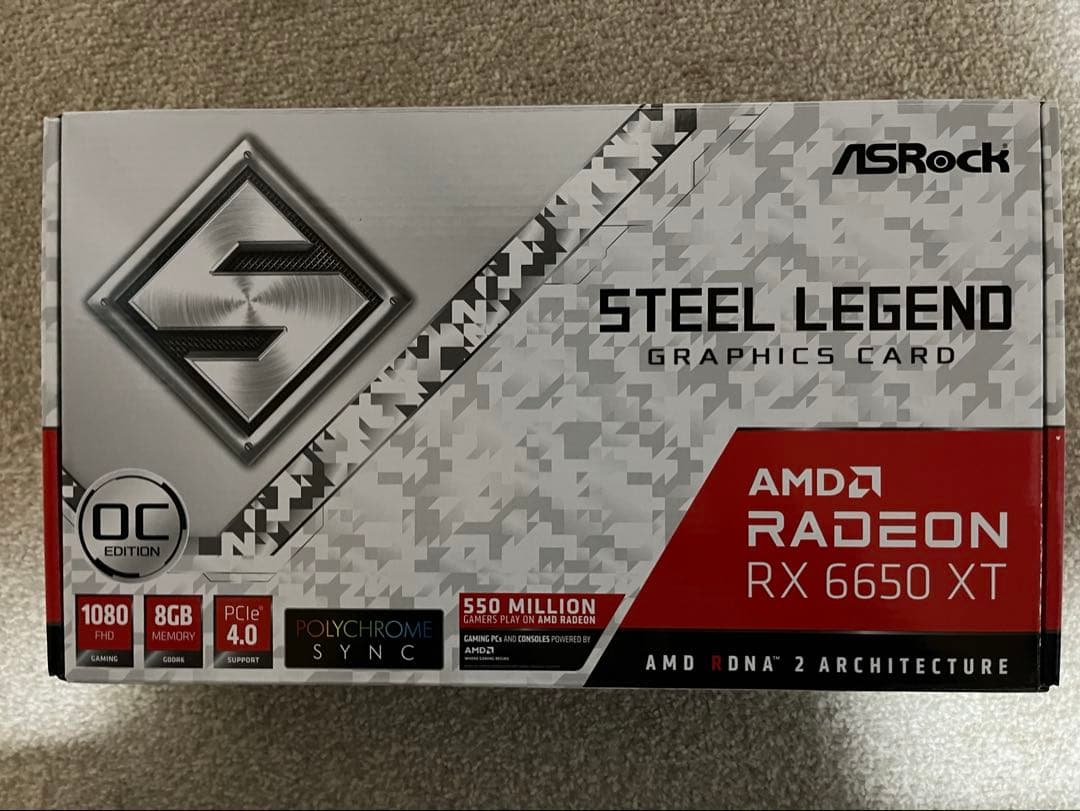 ASRock
STEEL LEGEND
GRAPHICS CARD
OC
EDITION
AMD
RADEON
RX 6650 XT
AMD RDNA™ 2 ARCHITECTURE
1080
FHD
GAMING
8GB
MEMORY
GDDR6
PCIe®
4.0
SUPPORT
POLYCHROME
SYNC
550 MILLION
GAMERS PLAY ON AMD RADEON
GAMING PCs AND CONSOLES POWERED BY
AMD